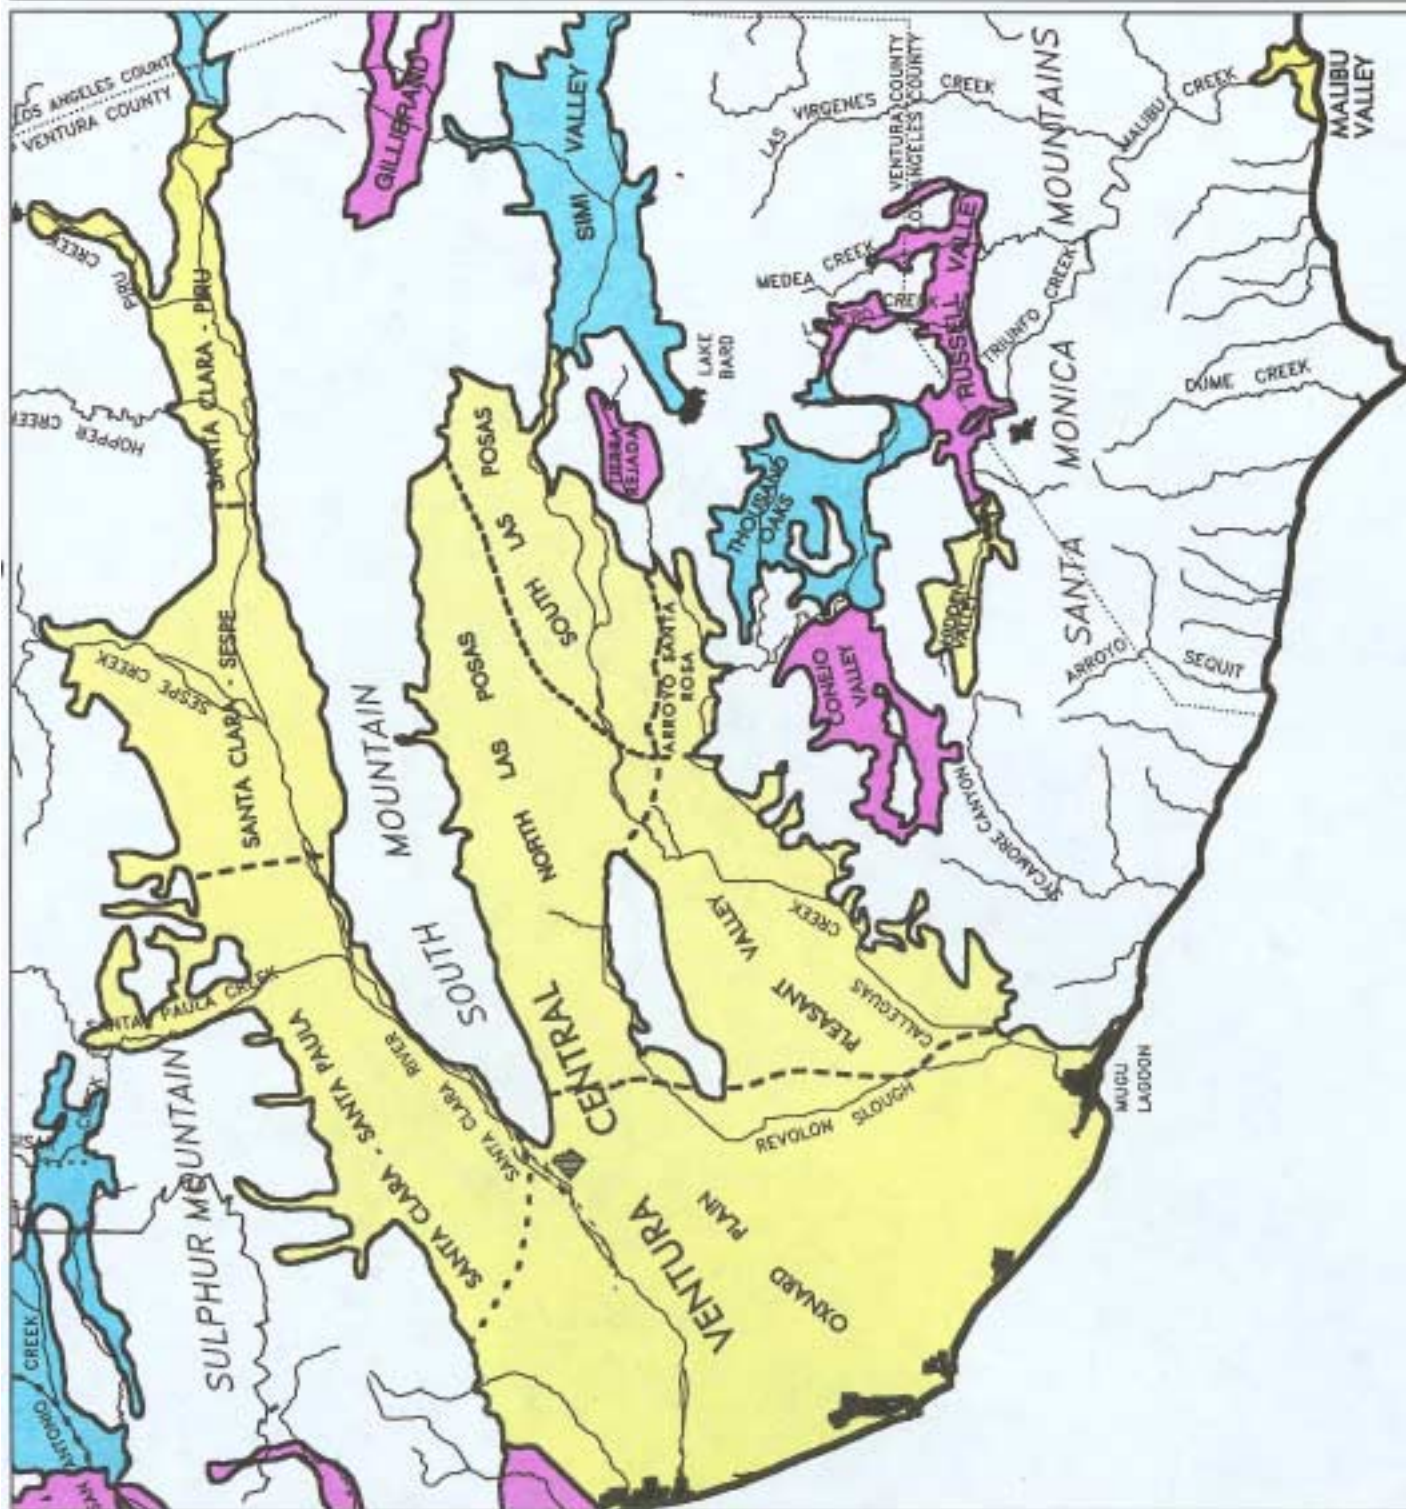 LOS ANGELES COUNT
VENTURA COUNTY
PIRU
CREEK
SANTA CLARA - PIRU
HOPPER
CREEK
SESPE CREEK
SANTA CLARA - SESPE
SANTA PAULA CREEK
SANTA CLARA - SANTA PAULA
SANTA CLARA
RIVER
SULPHUR MOUNTAIN
ANTONIO
CREEK
SOUTH
MOUNTAIN
GILLIBRAND
SIMI
VALLEY
LAKE
BARD
TIERRA
REJADA
SOUTH
LAS
POSAS
NORTH
LAS
POSAS
ARROYO SANTA
ROSA
PLEASANT
VALLEY
CALLEGUAS
CREEK
REVOLON SLOUGH
VENTURA
CENTRAL
OXNARD
PLAIN
MUGU
LAGOON
CONEJO
VALLEY
THOUSAND
OAKS
HIDDEN
VALLEY
RUSSELL VALLE
CREEK
MEDEA CREEK
TRIUNFO CREEK
LAS
VIRGENES
CREEK
VENTURA COUNTY
LOS ANGELES COUNTY
MALIBU CREEK
MALIBU
VALLEY
SANTA
MONICA
MOUNTAINS
DUME CREEK
ARROYO
SEQUIT
SYCAMORE CANYON